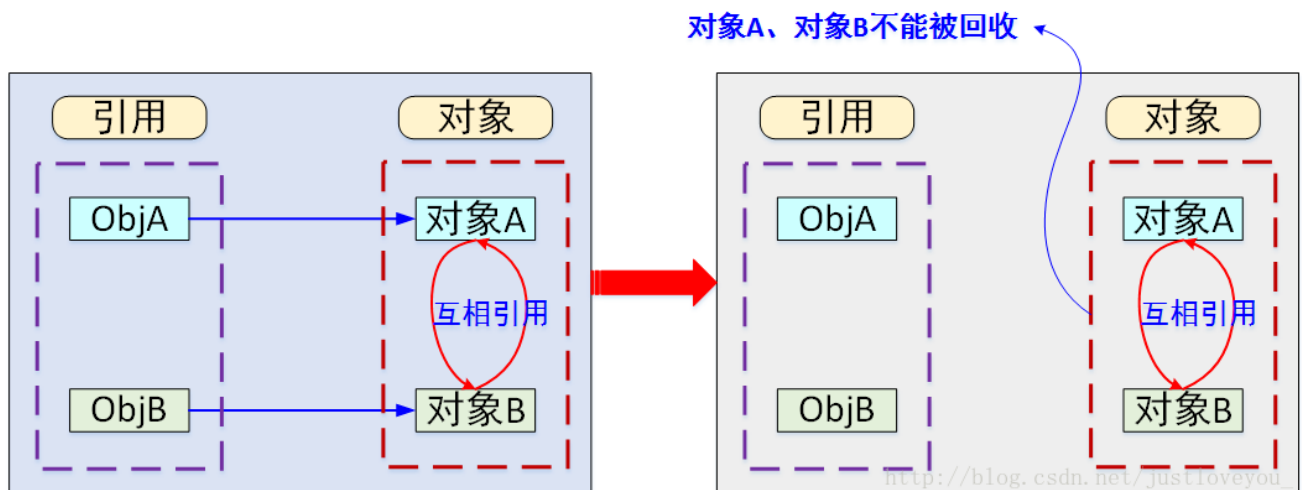 对象A、对象B不能被回收
引用
对象
ObjA
对象A
互相引用
ObjB
对象B
引用
对象
ObjA
对象A
互相引用
ObjB
对象B
http://blog.csdn.net/justloveyou_